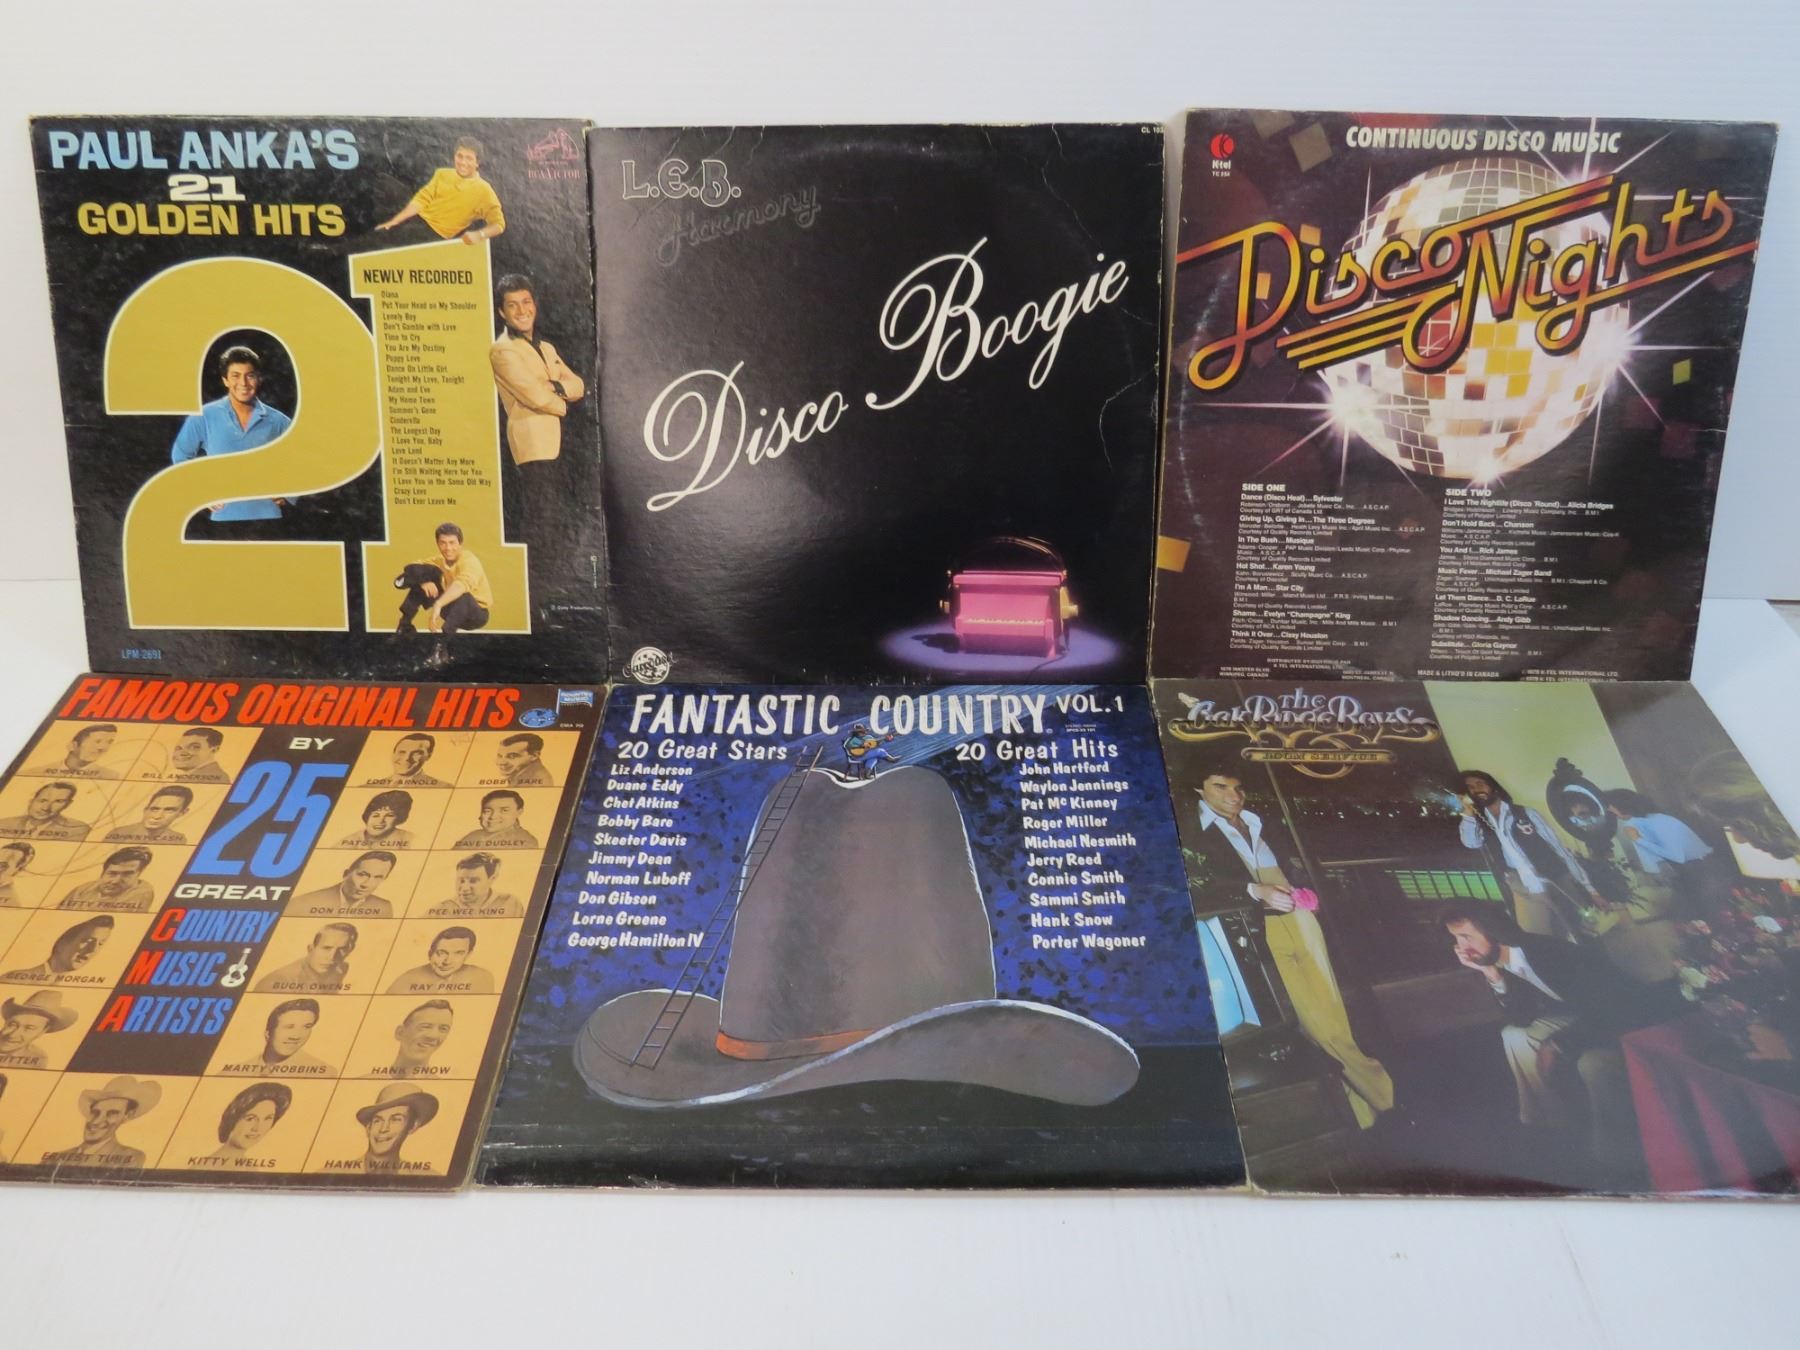 PAUL ANKA'S
21
GOLDEN HITS
RCA VICTOR
21
NEWLY RECORDED
Diana
Put Your Head on My Shoulder
Lonely Boy
Don't Gamble with Love
Time to Cry
You Are My Destiny
Puppy Love
Dance On Little Girl
Tonight My Love, Tonight
Adam and Eve
My Home Town
Summer's Gone
Cinderella
The Longest Day
I Love You, Baby
Love Land
It Doesn't Matter Any More
I'm Still Waiting Here for You
I Love You in the Same Old Way
Crazy Love
Don't Ever Leave Me
LPM-2691
CL 103
L.E.B.
Harmony
Disco Boogie
K-tel
TC 254
CONTINUOUS DISCO MUSIC
Disco Nights
SIDE ONE
Dance (Disco Heat)... Sylvester
Giving Up, Giving In... The Three Degrees
In The Bush... Musique
Hot Shot... Karen Young
I'm A Man... Star City
Shame... Evelyn "Champagne" King
Think It Over... Cissy Houston
SIDE TWO
I Love The Nightlife (Disco 'Round)... Alicia Bridges
Don't Hold Back... Chanson
You And I... Rick James
Music Fever... Michael Zager Band
Let Them Dance... D. C. LaRue
Shadow Dancing... Andy Gibb
Substitute... Gloria Gaynor
WINNIPEG, CANADA
MADE & LITHO'D IN CANADA
FAMOUS ORIGINAL HITS
BY
25
GREAT
COUNTRY
MUSIC
ARTISTS
BILL ANDERSON
EDDY ARNOLD
BOBBY BARE
JOHNNY BOND
JOHNNY CASH
PATSY CLINE
DAVE DUDLEY
LEFTY FRIZZELL
DON GIBSON
PEE WEE KING
GEORGE MORGAN
BUCK OWENS
RAY PRICE
RITTER
MARTY ROBBINS
HANK SNOW
ERNEST TUBB
KITTY WELLS
HANK WILLIAMS
FANTASTIC COUNTRY VOL. 1
20 Great Stars
20 Great Hits
Liz Anderson
Duane Eddy
Chet Atkins
Bobby Bare
Skeeter Davis
Jimmy Dean
Norman Luboff
Don Gibson
Lorne Greene
George Hamilton IV
John Hartford
Waylon Jennings
Pat Mc Kinney
Roger Miller
Michael Nesmith
Jerry Reed
Connie Smith
Sammi Smith
Hank Snow
Porter Wagoner
The
Oak Ridge Boys
ROOM SERVICE